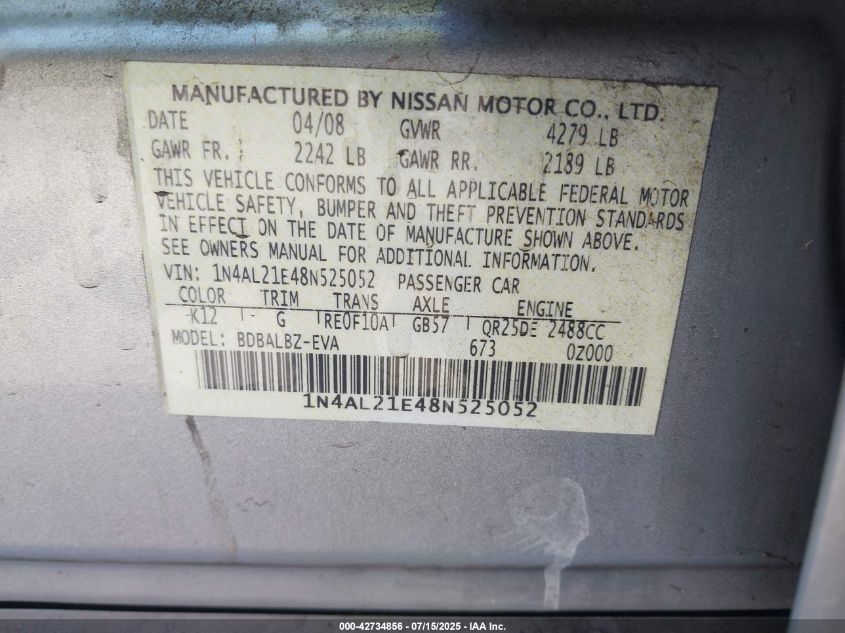 MANUFACTURED BY NISSAN MOTOR CO., LTD.
DATE 04/08 GVWR 4279 LB
GAWR FR. 2242 LB GAWR RR. 2189 LB
THIS VEHICLE CONFORMS TO ALL APPLICABLE FEDERAL MOTOR
VEHICLE SAFETY, BUMPER AND THEFT PREVENTION STANDARDS
IN EFFECT ON THE DATE OF MANUFACTURE SHOWN ABOVE.
SEE OWNERS MANUAL FOR ADDITIONAL INFORMATION.
VIN: 1N4AL21E48N525052 PASSENGER CAR
COLOR TRIM TRANS AXLE ENGINE
K12 - G RE0F10A GB57 QR25DE 2488CC
MODEL: BDBALBZ-EVA 673 0Z000
1N4AL21E48N525052
000-42734856 - 07/15/2025 - IAA Inc.